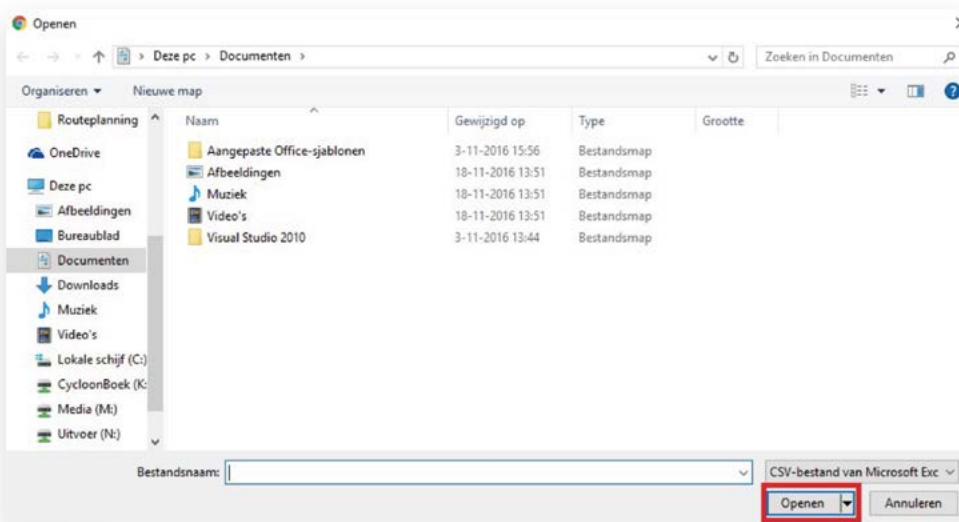 Openen
Deze pc > Documenten >
Zoeken in Documenten
Organiseren
Nieuwe map
Routeplanning
OneDrive
Deze pc
Afbeeldingen
Bureaublad
Documenten
Downloads
Muziek
Video's
Lokale schijf (C:)
CycloonBoek (K:
Media (M:)
Uitvoer (N:)
Naam Gewijzigd op Type Grootte
Aangepaste Office-sjablonen 3-11-2016 15:56 Bestandsmap
Afbeeldingen 18-11-2016 13:51 Bestandsmap
Muziek 18-11-2016 13:51 Bestandsmap
Video's 18-11-2016 13:51 Bestandsmap
Visual Studio 2010 3-11-2016 13:44 Bestandsmap
Bestandsnaam:
CSV-bestand van Microsoft Exc
Openen
Annuleren